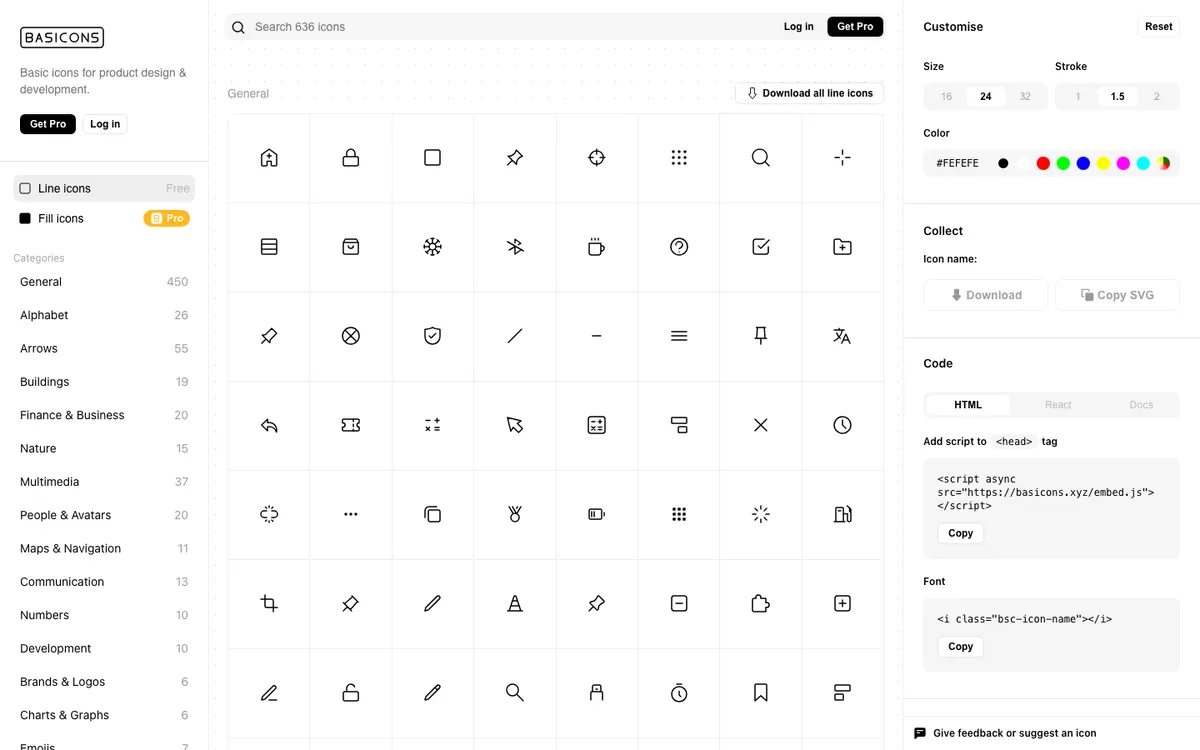 BASICONS
Basic icons for product design &
development.
Get Pro
Log in
Line icons
Free
Fill icons
B Pro
Categories
General
450
Alphabet
26
Arrows
55
Buildings
19
Finance & Business
20
Nature
15
Multimedia
37
People & Avatars
20
Maps & Navigation
11
Communication
13
Numbers
10
Development
10
Brands & Logos
6
Charts & Graphs
6
Emojis
7
Search 636 icons
Log in
Get Pro
General
Download all line icons
Customise
Reset
Size
Stroke
16
24
32
1
1.5
2
Color
#FEFEFE
Collect
Icon name:
Download
Copy SVG
Code
HTML
React
Docs
Add script to <head> tag
<script async
src="https://basicons.xyz/embed.js">
</script>
Copy
Font
<i class="bsc-icon-name"></i>
Copy
Give feedback or suggest an icon